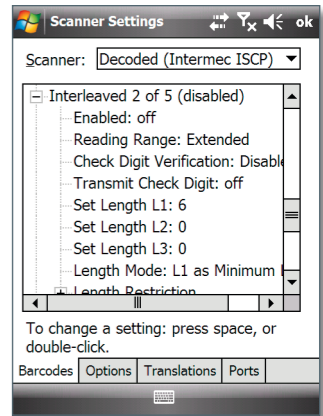 Scanner Settings ok
Scanner: Decoded (Intermec ISCP)
Interleaved 2 of 5 (disabled)
Enabled: off
Reading Range: Extended
Check Digit Verification: Disable
Transmit Check Digit: off
Set Length L1: 6
Set Length L2: 0
Set Length L3: 0
Length Mode: L1 as Minimum
Length Restriction
To change a setting: press space, or
double-click.
Barcodes Options Translations Ports